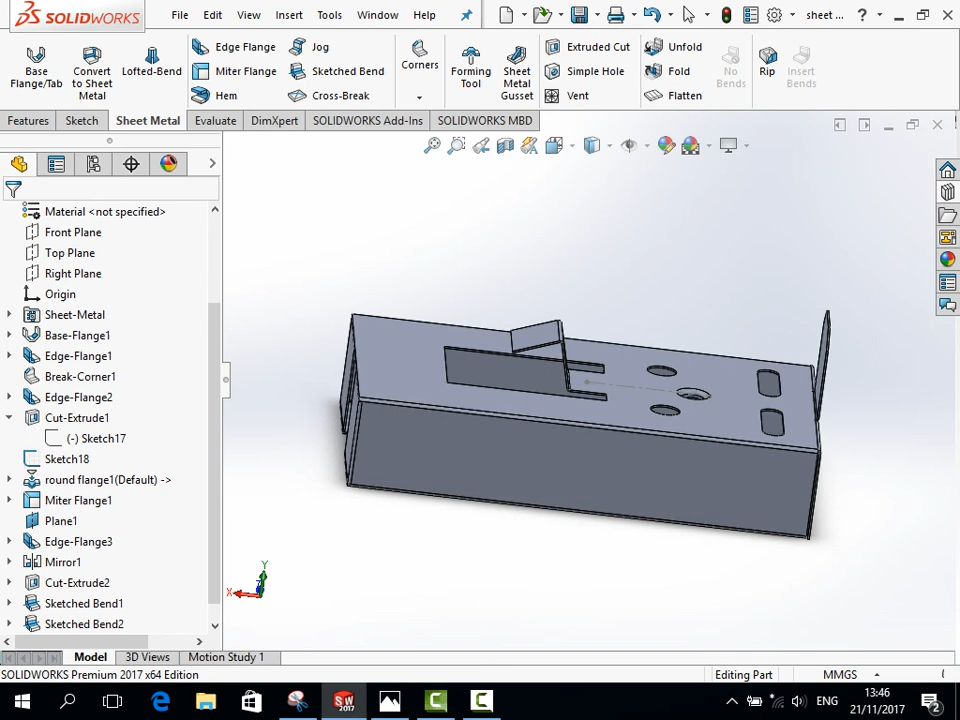 SOLIDWORKS File Edit View Insert Tools Window Help sheet ... ?
Base Flange/Tab Convert to Sheet Metal Lofted-Bend Edge Flange Miter Flange Hem Jog Sketched Bend Cross-Break Corners Forming Tool Sheet Metal Gusset Extruded Cut Simple Hole Vent Unfold Fold Flatten No Bends Rip Insert Bends
Features Sketch Sheet Metal Evaluate DimXpert SOLIDWORKS Add-Ins SOLIDWORKS MBD
Material <not specified>
Front Plane
Top Plane
Right Plane
Origin
Sheet-Metal
Base-Flange1
Edge-Flange1
Break-Corner1
Edge-Flange2
Cut-Extrude1
(-) Sketch17
Sketch18
round flange1(Default) ->
Miter Flange1
Plane1
Edge-Flange3
Mirror1
Cut-Extrude2
Sketched Bend1
Sketched Bend2
Y
X
Z
Model 3D Views Motion Study 1
SOLIDWORKS Premium 2017 x64 Edition Editing Part MMGS
SW 2017 ENG 13:46
21/11/2017 2